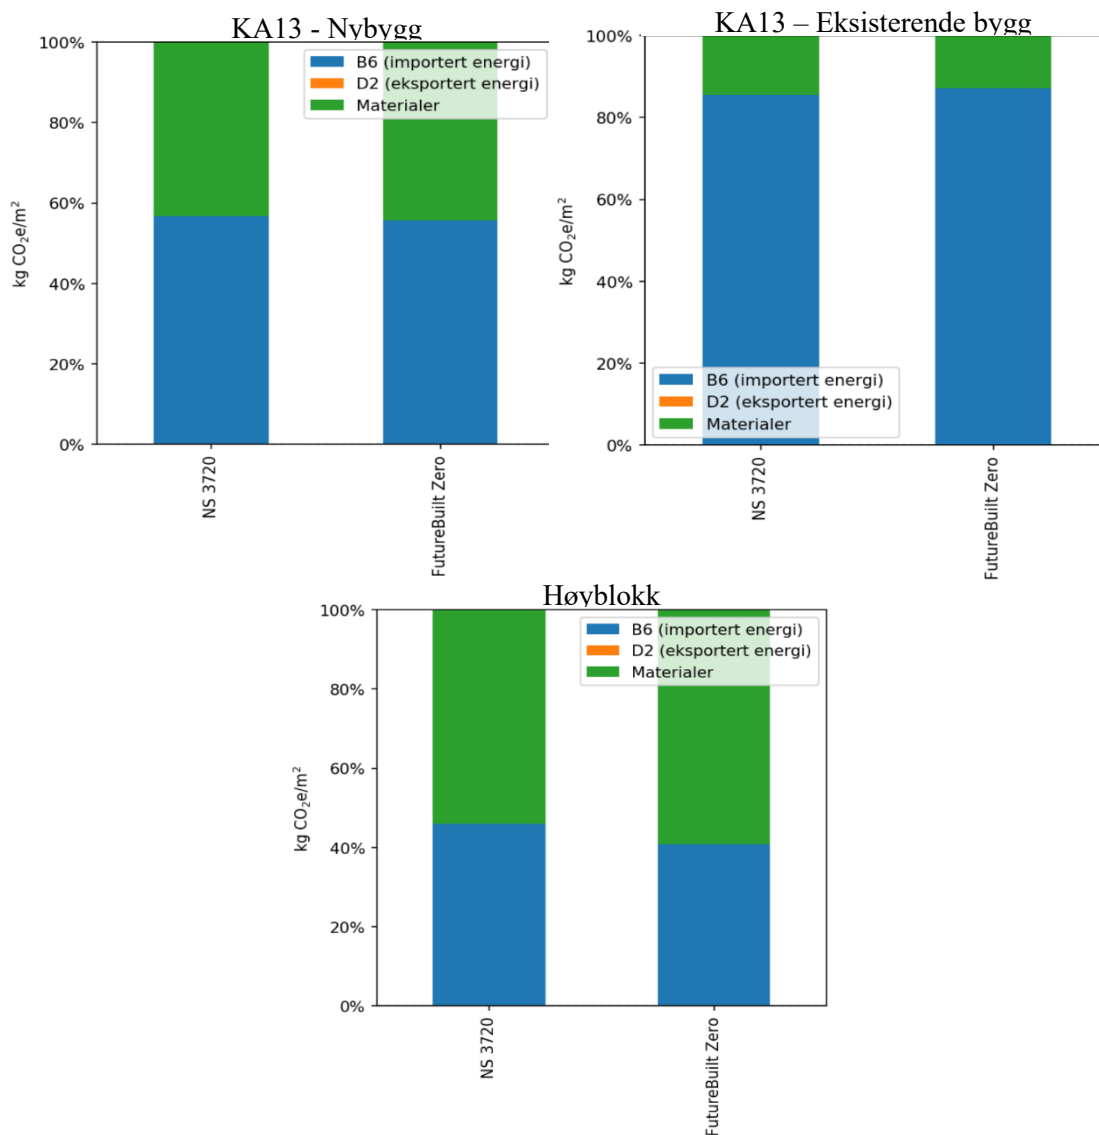 KA13 - Nybygg
100%
80%
60%
40%
20%
0%
kg CO₂e/m²
B6 (importert energi)
D2 (eksportert energi)
Materialer
NS 3720
FutureBuilt Zero
KA13 – Eksisterende bygg
100%
80%
60%
40%
20%
0%
kg CO₂e/m²
B6 (importert energi)
D2 (eksportert energi)
Materialer
NS 3720
FutureBuilt Zero
Høyblokk
100%
80%
60%
40%
20%
0%
kg CO₂e/m²
B6 (importert energi)
D2 (eksportert energi)
Materialer
NS 3720
FutureBuilt Zero